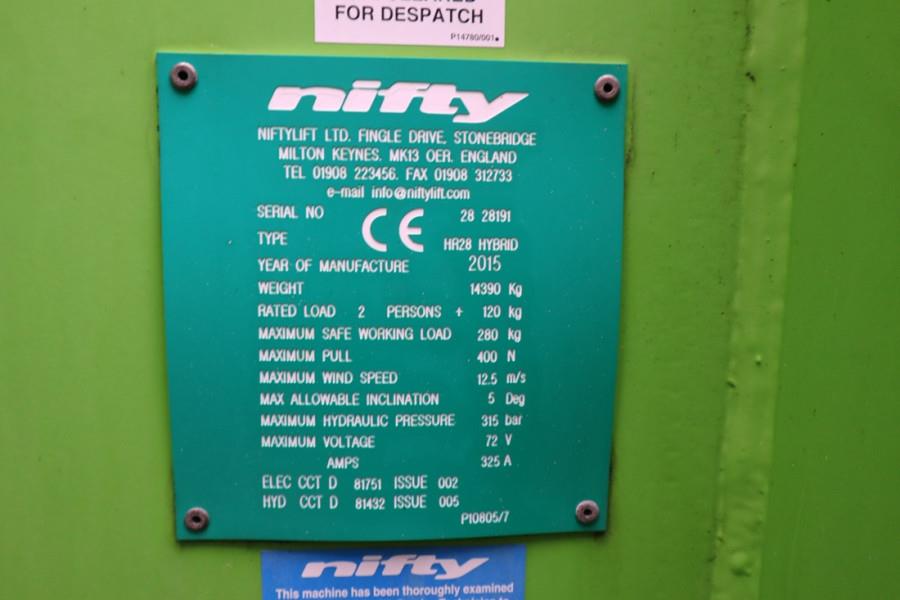 FOR DESPATCH
P14780/001
nifty
NIFTYLIFT LTD. FINGLE DRIVE, STONEBRIDGE
MILTON KEYNES. MK13 OER. ENGLAND
TEL 01908 223456. FAX 01908 312733
e-mail info@niftylift.com
SERIAL NO CE 28 28191
TYPE HR28 HYBRID
YEAR OF MANUFACTURE 2015
WEIGHT 14390 Kg
RATED LOAD 2 PERSONS + 120 kg
MAXIMUM SAFE WORKING LOAD 280 kg
MAXIMUM PULL 400 N
MAXIMUM WIND SPEED 12.5 m/s
MAX ALLOWABLE INCLINATION 5 Deg
MAXIMUM HYDRAULIC PRESSURE 315 bar
MAXIMUM VOLTAGE 72 V
AMPS 325 A
ELEC CCT D 81751 ISSUE 002
HYD CCT D 81432 ISSUE 005
P10805/7
nifty
This machine has been thoroughly examined